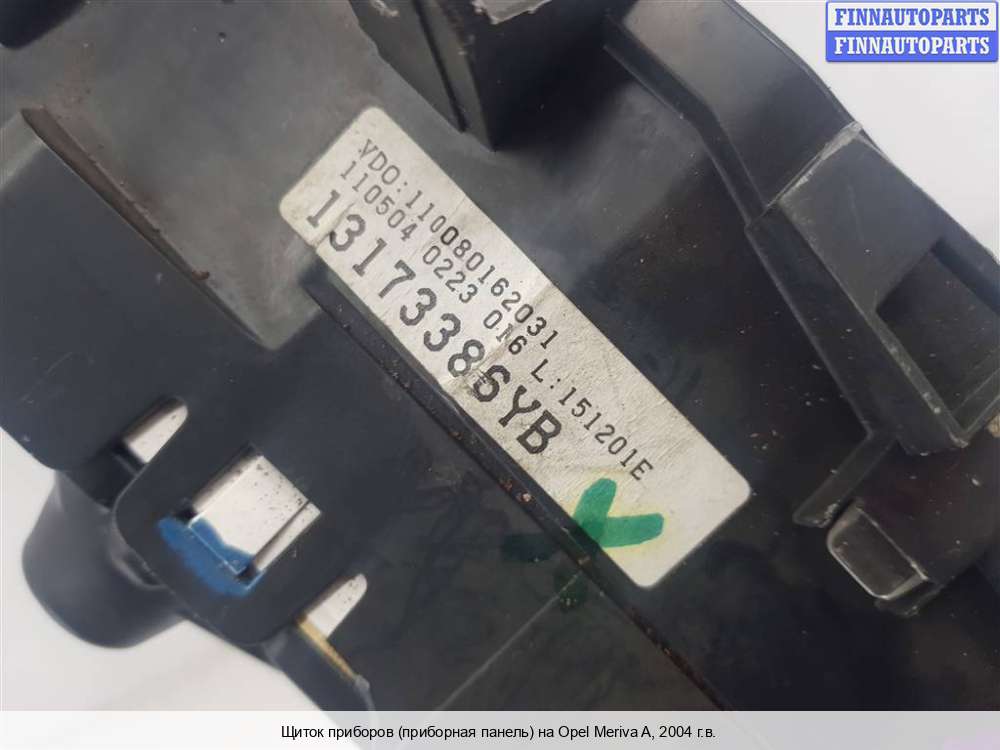 FINNAUTOPARTS
FINNAUTOPARTS
VDO:110080162031
110504 0223 016 L:151201E
13173386YB
Щиток приборов (приборная панель) на Opel Meriva A, 2004 г.в.